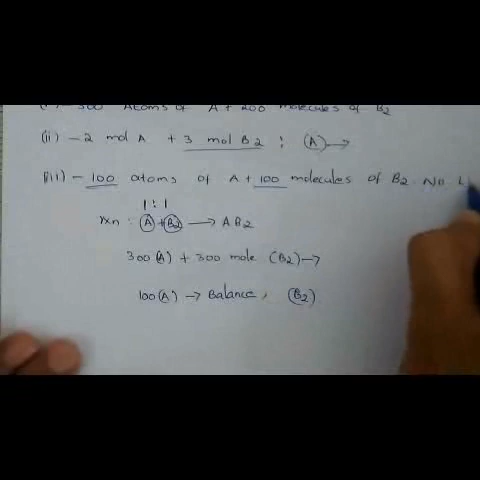 (i) - 300 Atoms of A + 200 molecules of B2
(ii) - 2 mol A + 3 mol B2 : (A) →
(iii) - 100 atoms of A + 100 molecules of B2. No L
1 : 1
rxn : A + B2 → AB2
300 (A) + 300 mole (B2) →
100 (A) → Balance, (B2)